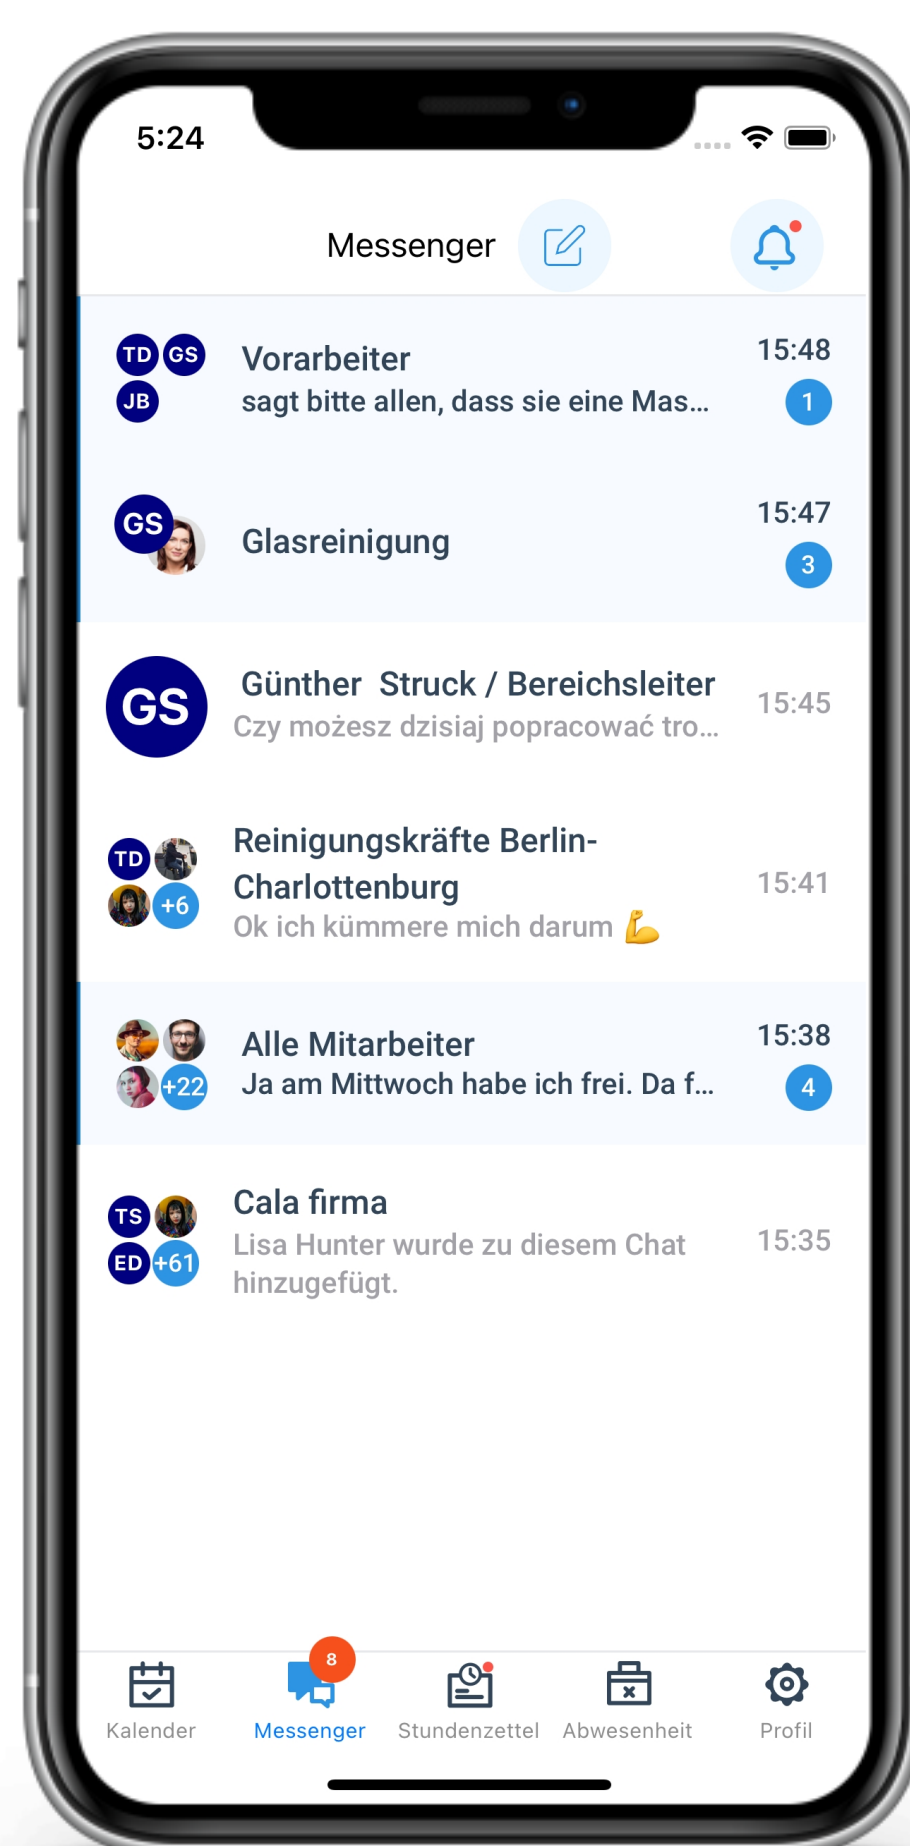 5:24
Messenger
TD GS
JB
Vorarbeiter
15:48
sagt bitte allen, dass sie eine Mas...
1
GS
Glasreinigung
15:47
3
GS
Günther  Struck / Bereichsleiter
Czy możesz dzisiaj popracować tro...
15:45
TD
+6
Reinigungskräfte Berlin-
Charlottenburg
Ok ich kümmere mich darum 💪
15:41
+22
Alle Mitarbeiter
15:38
Ja am Mittwoch habe ich frei. Da f...
4
TS
ED +61
Cala firma
Lisa Hunter wurde zu diesem Chat
hinzugefügt.
15:35
8
Kalender
Messenger
Stundenzettel
Abwesenheit
Profil